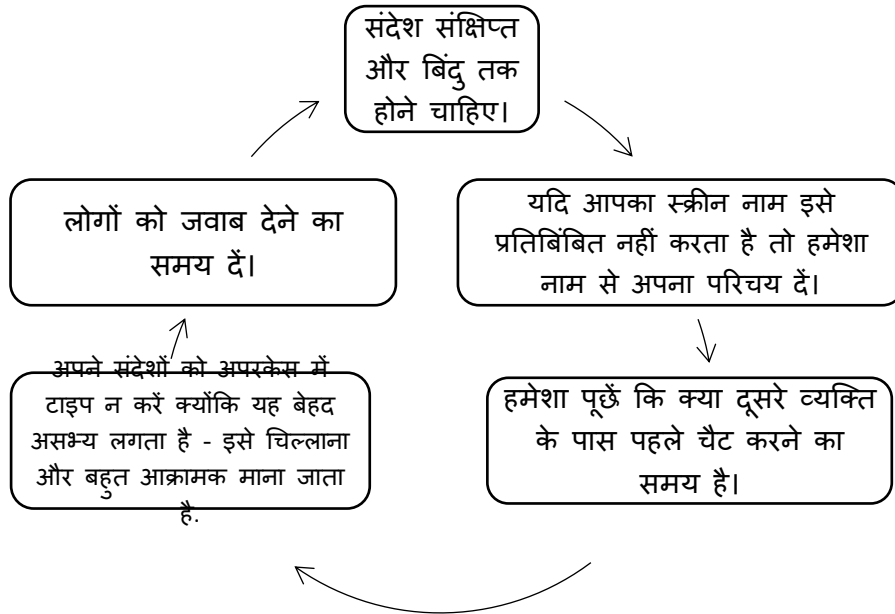 संदेश संक्षिप्त
और बिंदु तक
होने चाहिए।
यदि आपका स्क्रीन नाम इसे
प्रतिबिंबित नहीं करता है तो हमेशा
नाम से अपना परिचय दें।
हमेशा पूछें कि क्या दूसरे व्यक्ति
के पास पहले चैट करने का
समय है।
अपने संदेशों को अपरकेस में
टाइप न करें क्योंकि यह बेहद
असभ्य लगता है - इसे चिल्लाना
और बहुत आक्रामक माना जाता
है.
लोगों को जवाब देने का
समय दें।